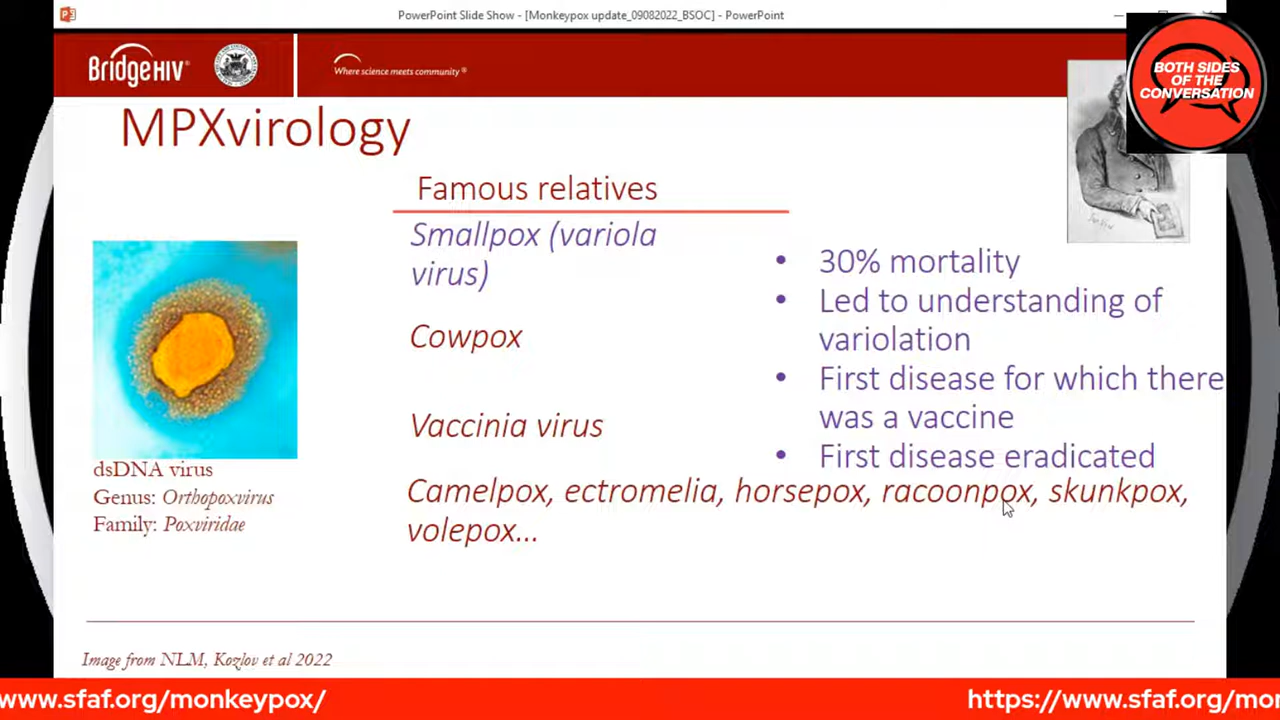 PowerPoint Slide Show - [Monkeypox update_09082022_BSOC] - PowerPoint
BridgeHIV®
Where science meets community®
BOTH SIDES
OF THE
CONVERSATION
MPXvirology
Famous relatives
Smallpox (variola
virus)
Cowpox
Vaccinia virus
• 30% mortality
• Led to understanding of
variolation
• First disease for which there
was a vaccine
• First disease eradicated
Camelpox, ectromelia, horsepox, racoonpox, skunkpox,
volepox...
dsDNA virus
Genus: Orthopoxvirus
Family: Poxviridae
Image from NLM, Kozlov et al 2022
www.sfaf.org/monkeypox/
https://www.sfaf.org/mon